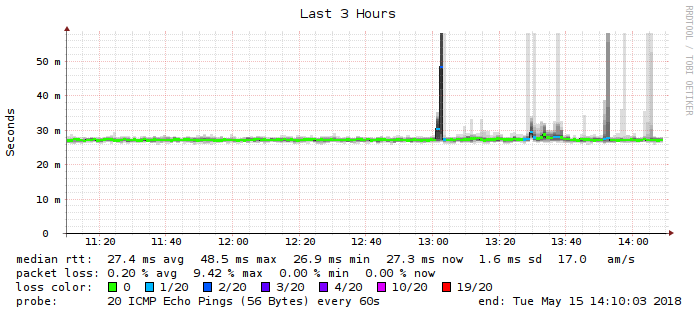 Last 3 Hours
RRDTOOL / TOBI OETIKER
Seconds
50 m
40 m
30 m
20 m
10 m
0
11:20 11:40 12:00 12:20 12:40 13:00 13:20 13:40 14:00
median rtt: 27.4 ms avg 48.5 ms max 26.9 ms min 27.3 ms now 1.6 ms sd 17.0 am/s
packet loss: 0.20 % avg 9.42 % max 0.00 % min 0.00 % now
loss color: 0 1/20 2/20 3/20 4/20 10/20 19/20
probe: 20 ICMP Echo Pings (56 Bytes) every 60s end: Tue May 15 14:10:03 2018